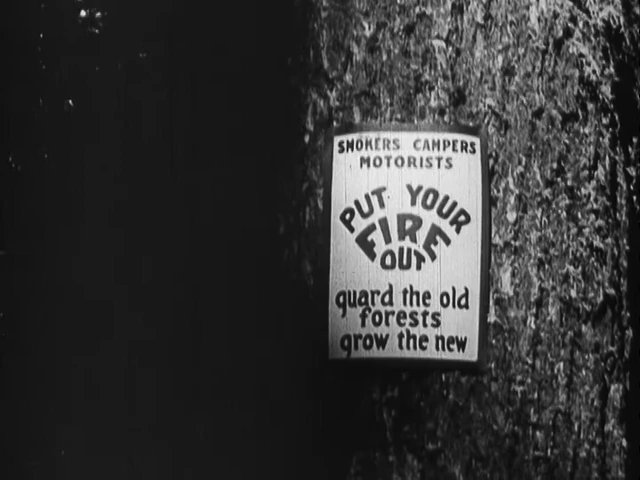 SMOKERS CAMPERS
MOTORISTS
PUT YOUR
FIRE
OUT
guard the old
forests
grow the new